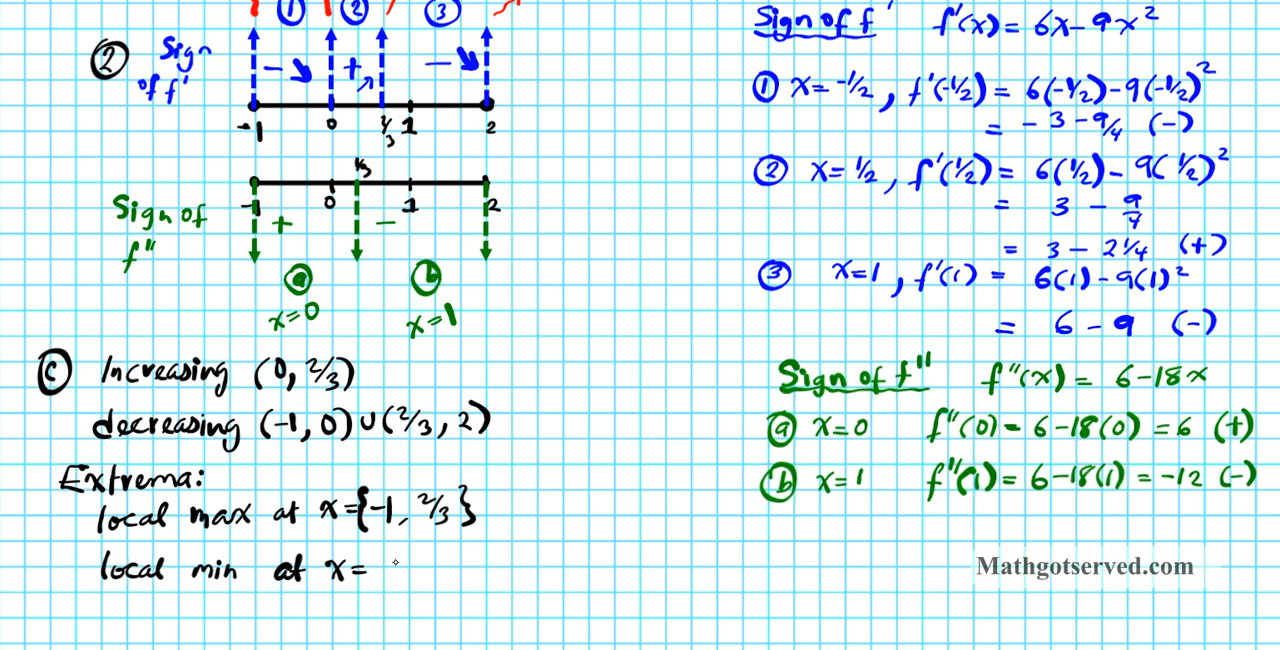 ① ② ③
② Sign of f'
- + -
-1 0 2/3 1 2
1/3
-1 0 1 2
Sign of f''
+ -
ⓐ ⓑ
x=0 x=1
ⓒ Increasing (0, 2/3)
decreasing (-1, 0)∪(2/3, 2)
Extrema:
local max at x={-1, 2/3}
local min at x=
Sign of f' f'(x) = 6x-9x²
① x=-1/2, f'(-1/2) = 6(-1/2)-9(-1/2)²
= -3-9/4 (-)
② x=1/2, f'(1/2) = 6(1/2)-9(1/2)²
= 3 - 9/4
= 3 - 2 1/4 (+)
③ x=1, f'(1) = 6(1)-9(1)²
= 6-9 (-)
Sign of f'' f''(x) = 6-18x
ⓐ x=0 f''(0) = 6-18(0) = 6 (+)
ⓑ x=1 f''(1) = 6-18(1) = -12 (-)
Mathgotserved.com